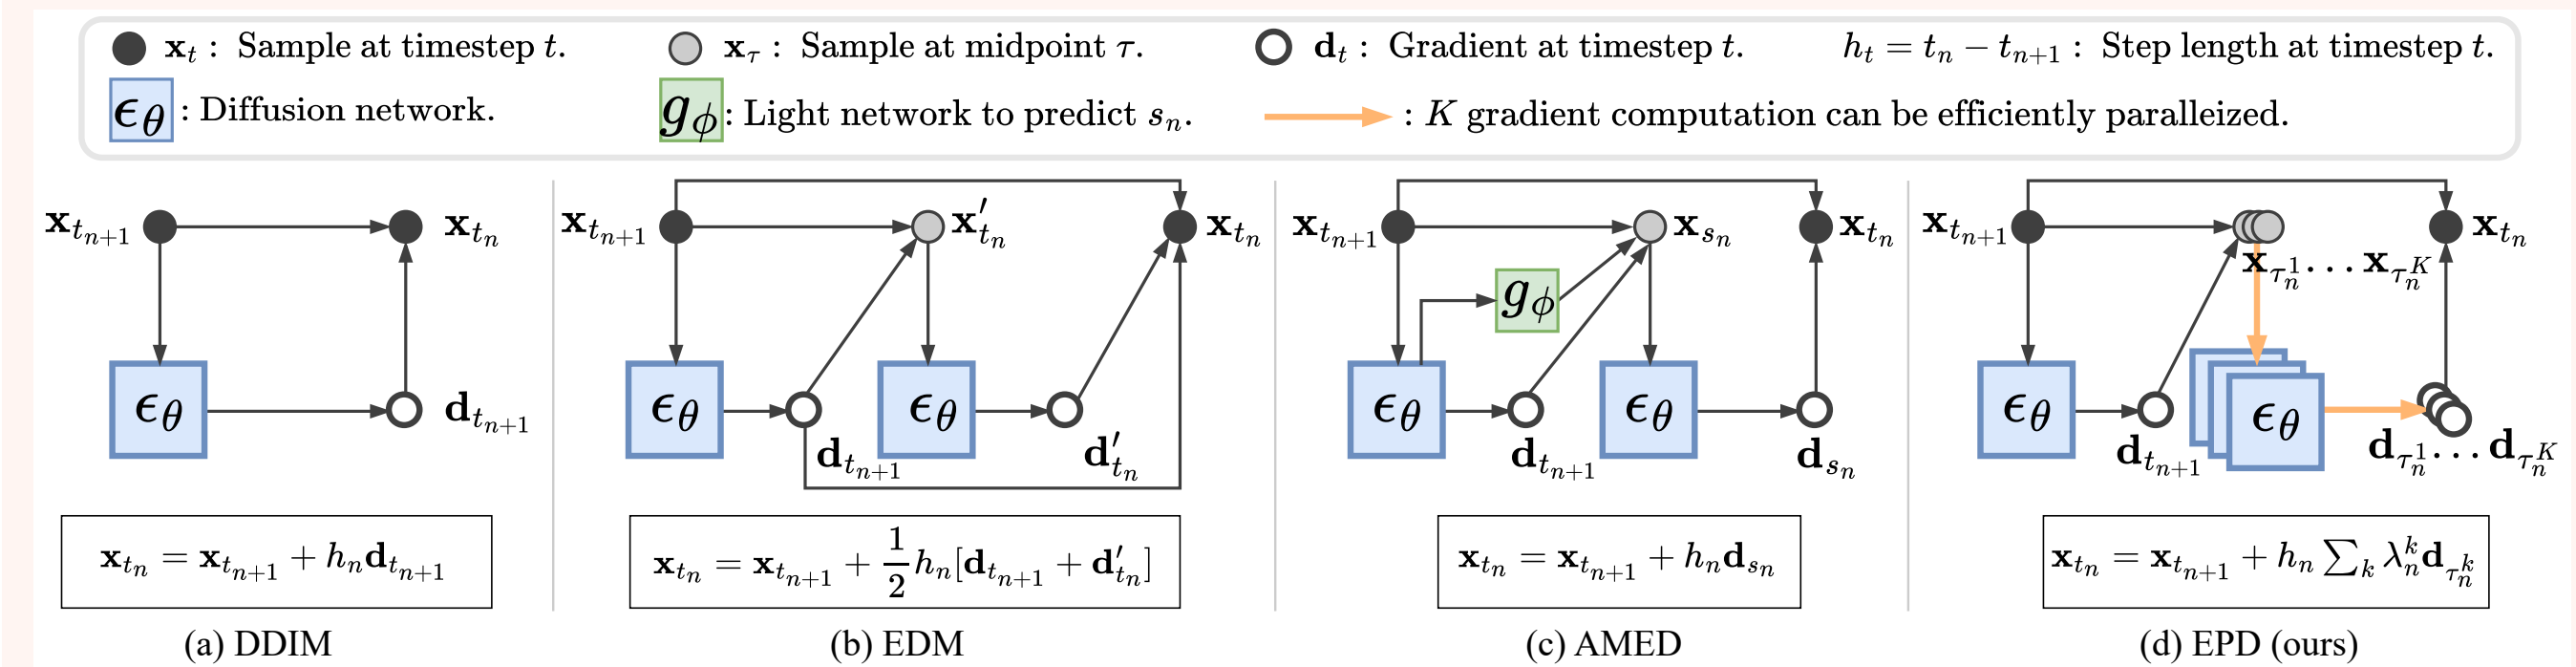 𝐱_t : Sample at timestep t.
𝐱_τ : Sample at midpoint τ.
𝐝_t : Gradient at timestep t.
h_t = t_n − t_{n+1} : Step length at timestep t.
ϵ_θ : Diffusion network.
g_ϕ : Light network to predict s_n.
: K gradient computation can be efficiently paralleized.
𝐱_{t_{n+1}}
𝐱_{t_n}
ϵ_θ
𝐝_{t_{n+1}}
𝐱_{t_n} = 𝐱_{t_{n+1}} + h_n 𝐝_{t_{n+1}}
(a) DDIM
𝐱_{t_{n+1}}
𝐱′_{t_n}
𝐱_{t_n}
ϵ_θ
ϵ_θ
𝐝_{t_{n+1}}
𝐝′_{t_n}
𝐱_{t_n} = 𝐱_{t_{n+1}} + 1/2 h_n [𝐝_{t_{n+1}} + 𝐝′_{t_n}]
(b) EDM
𝐱_{t_{n+1}}
𝐱_{s_n}
𝐱_{t_n}
g_ϕ
ϵ_θ
ϵ_θ
𝐝_{t_{n+1}}
𝐝_{s_n}
𝐱_{t_n} = 𝐱_{t_{n+1}} + h_n 𝐝_{s_n}
(c) AMED
𝐱_{t_{n+1}}
𝐱_{t_n}
𝐱_{τ_n^1} ... 𝐱_{τ_n^K}
ϵ_θ
ϵ_θ
𝐝_{t_{n+1}}
𝐝_{τ_n^1} ... 𝐝_{τ_n^K}
𝐱_{t_n} = 𝐱_{t_{n+1}} + h_n ∑_k λ_n^k 𝐝_{τ_n^k}
(d) EPD (ours)